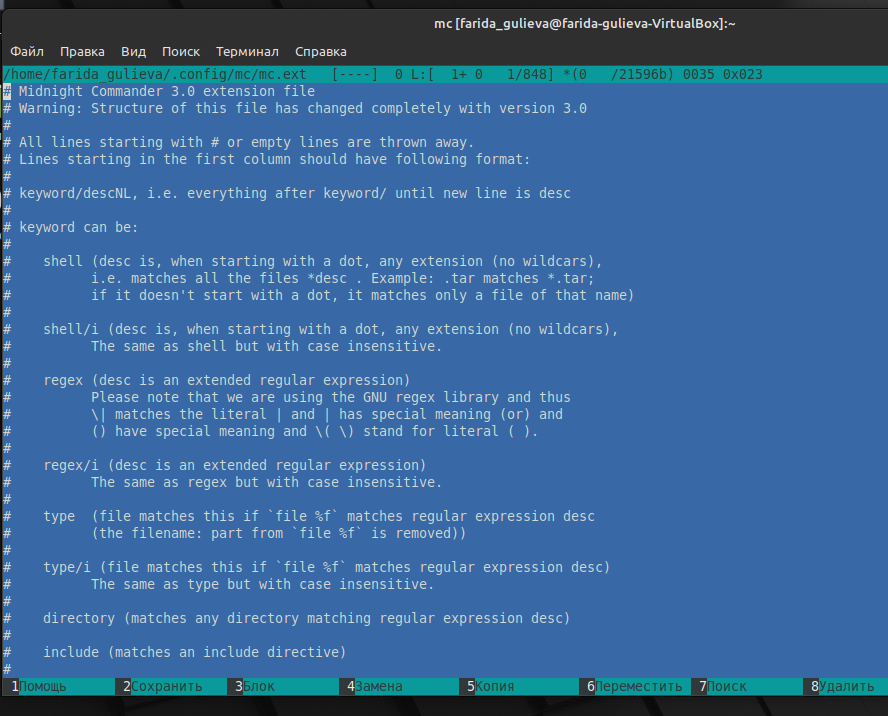 mc [farida_gulieva@farida-gulieva-VirtualBox]:~
Файл Правка Вид Поиск Терминал Справка
/home/farida_gulieva/.config/mc/mc.ext   [----]  0 L:[  1+ 0   1/848] *(0   /21596b) 0035 0x023
# Midnight Commander 3.0 extension file
# Warning: Structure of this file has changed completely with version 3.0
#
# All lines starting with # or empty lines are thrown away.
# Lines starting in the first column should have following format:
#
# keyword/descNL, i.e. everything after keyword/ until new line is desc
#
# keyword can be:
#
#    shell (desc is, when starting with a dot, any extension (no wildcars),
#          i.e. matches all the files *desc . Example: .tar matches *.tar;
#          if it doesn't start with a dot, it matches only a file of that name)
#
#    shell/i (desc is, when starting with a dot, any extension (no wildcars),
#          The same as shell but with case insensitive.
#
#    regex (desc is an extended regular expression)
#          Please note that we are using the GNU regex library and thus
#          \| matches the literal | and | has special meaning (or) and
#          () have special meaning and \( \) stand for literal ( ).
#
#    regex/i (desc is an extended regular expression)
#          The same as regex but with case insensitive.
#
#    type  (file matches this if `file %f` matches regular expression desc
#          (the filename: part from `file %f` is removed))
#
#    type/i (file matches this if `file %f` matches regular expression desc)
#          The same as type but with case insensitive.
#
#    directory (matches any directory matching regular expression desc)
#
#    include (matches an include directive)
#
1Помощь 2Сохранить 3Блок 4Замена 5Копия 6Переместить 7Поиск 8Удалить